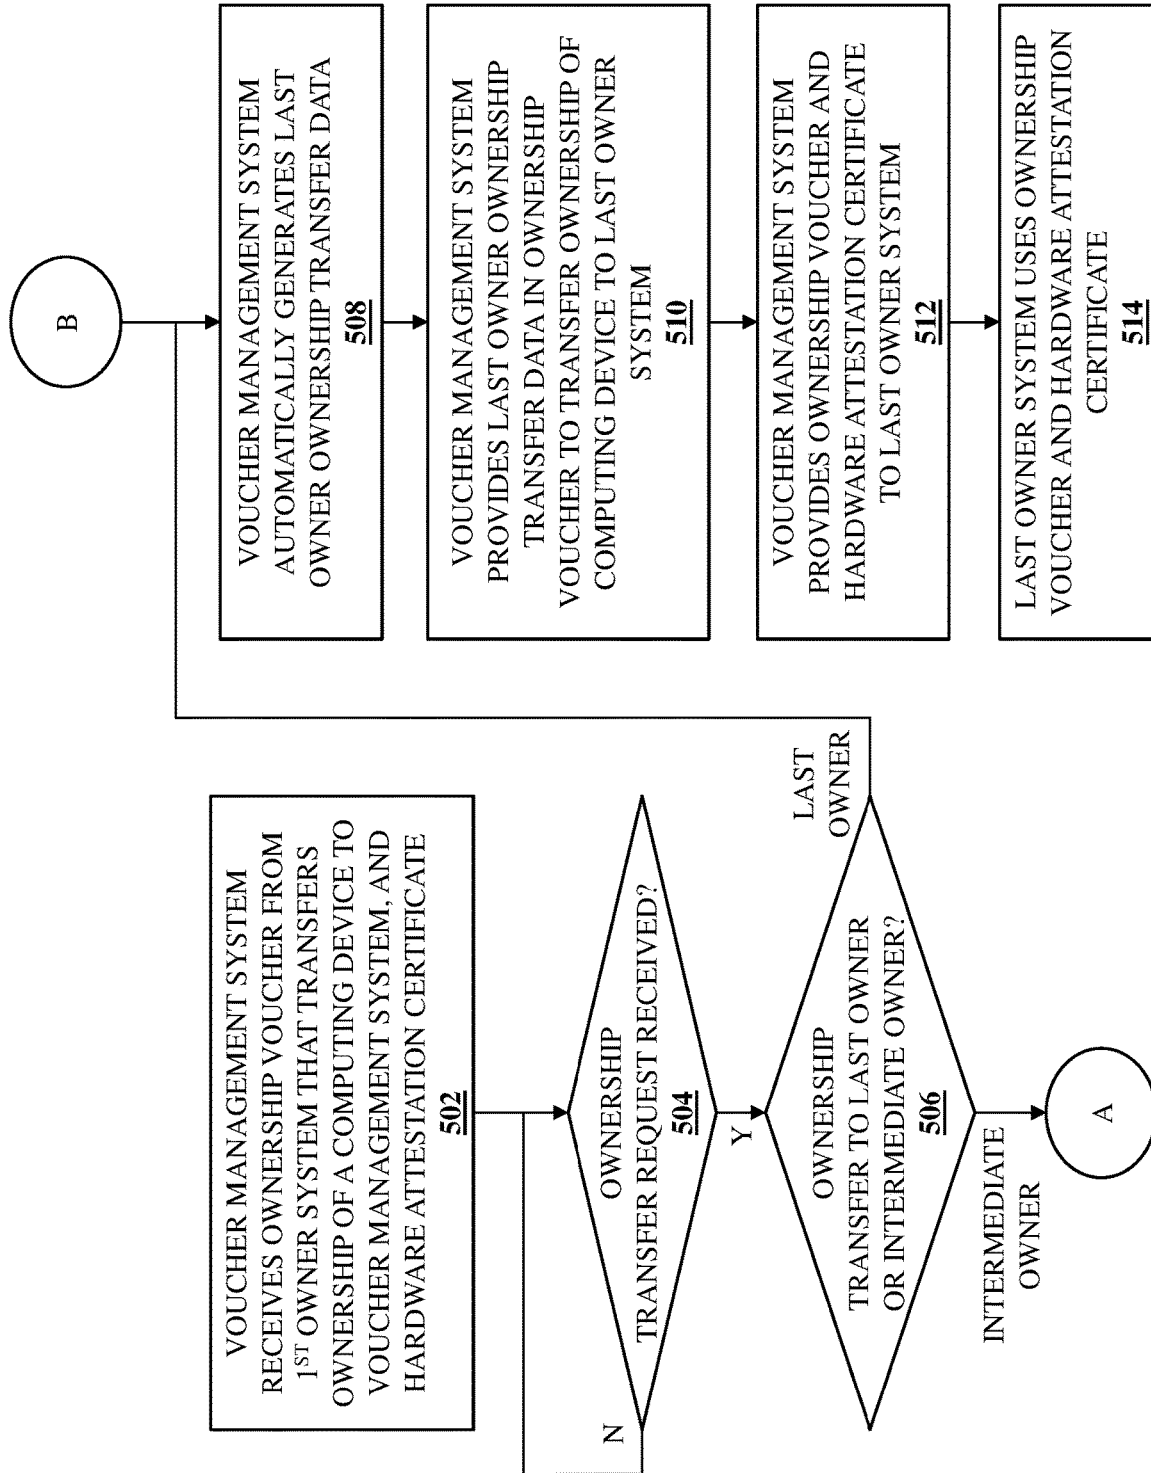 VOUCHER MANAGEMENT SYSTEM
RECEIVES OWNERSHIP VOUCHER FROM
1ST OWNER SYSTEM THAT TRANSFERS
OWNERSHIP OF A COMPUTING DEVICE TO
VOUCHER MANAGEMENT SYSTEM, AND
HARDWARE ATTESTATION CERTIFICATE
502
OWNERSHIP
TRANSFER REQUEST RECEIVED?
504
N
Y
OWNERSHIP
TRANSFER TO LAST OWNER
OR INTERMEDIATE OWNER?
506
LAST
OWNER
INTERMEDIATE
OWNER
A
B
VOUCHER MANAGEMENT SYSTEM
AUTOMATICALLY GENERATES LAST
OWNER OWNERSHIP TRANSFER DATA
508
VOUCHER MANAGEMENT SYSTEM
PROVIDES LAST OWNER OWNERSHIP
TRANSFER DATA IN OWNERSHIP
VOUCHER TO TRANSFER OWNERSHIP OF
COMPUTING DEVICE TO LAST OWNER
SYSTEM
510
VOUCHER MANAGEMENT SYSTEM
PROVIDES OWNERSHIP VOUCHER AND
HARDWARE ATTESTATION CERTIFICATE
TO LAST OWNER SYSTEM
512
LAST OWNER SYSTEM USES OWNERSHIP
VOUCHER AND HARDWARE ATTESTATION
CERTIFICATE
514